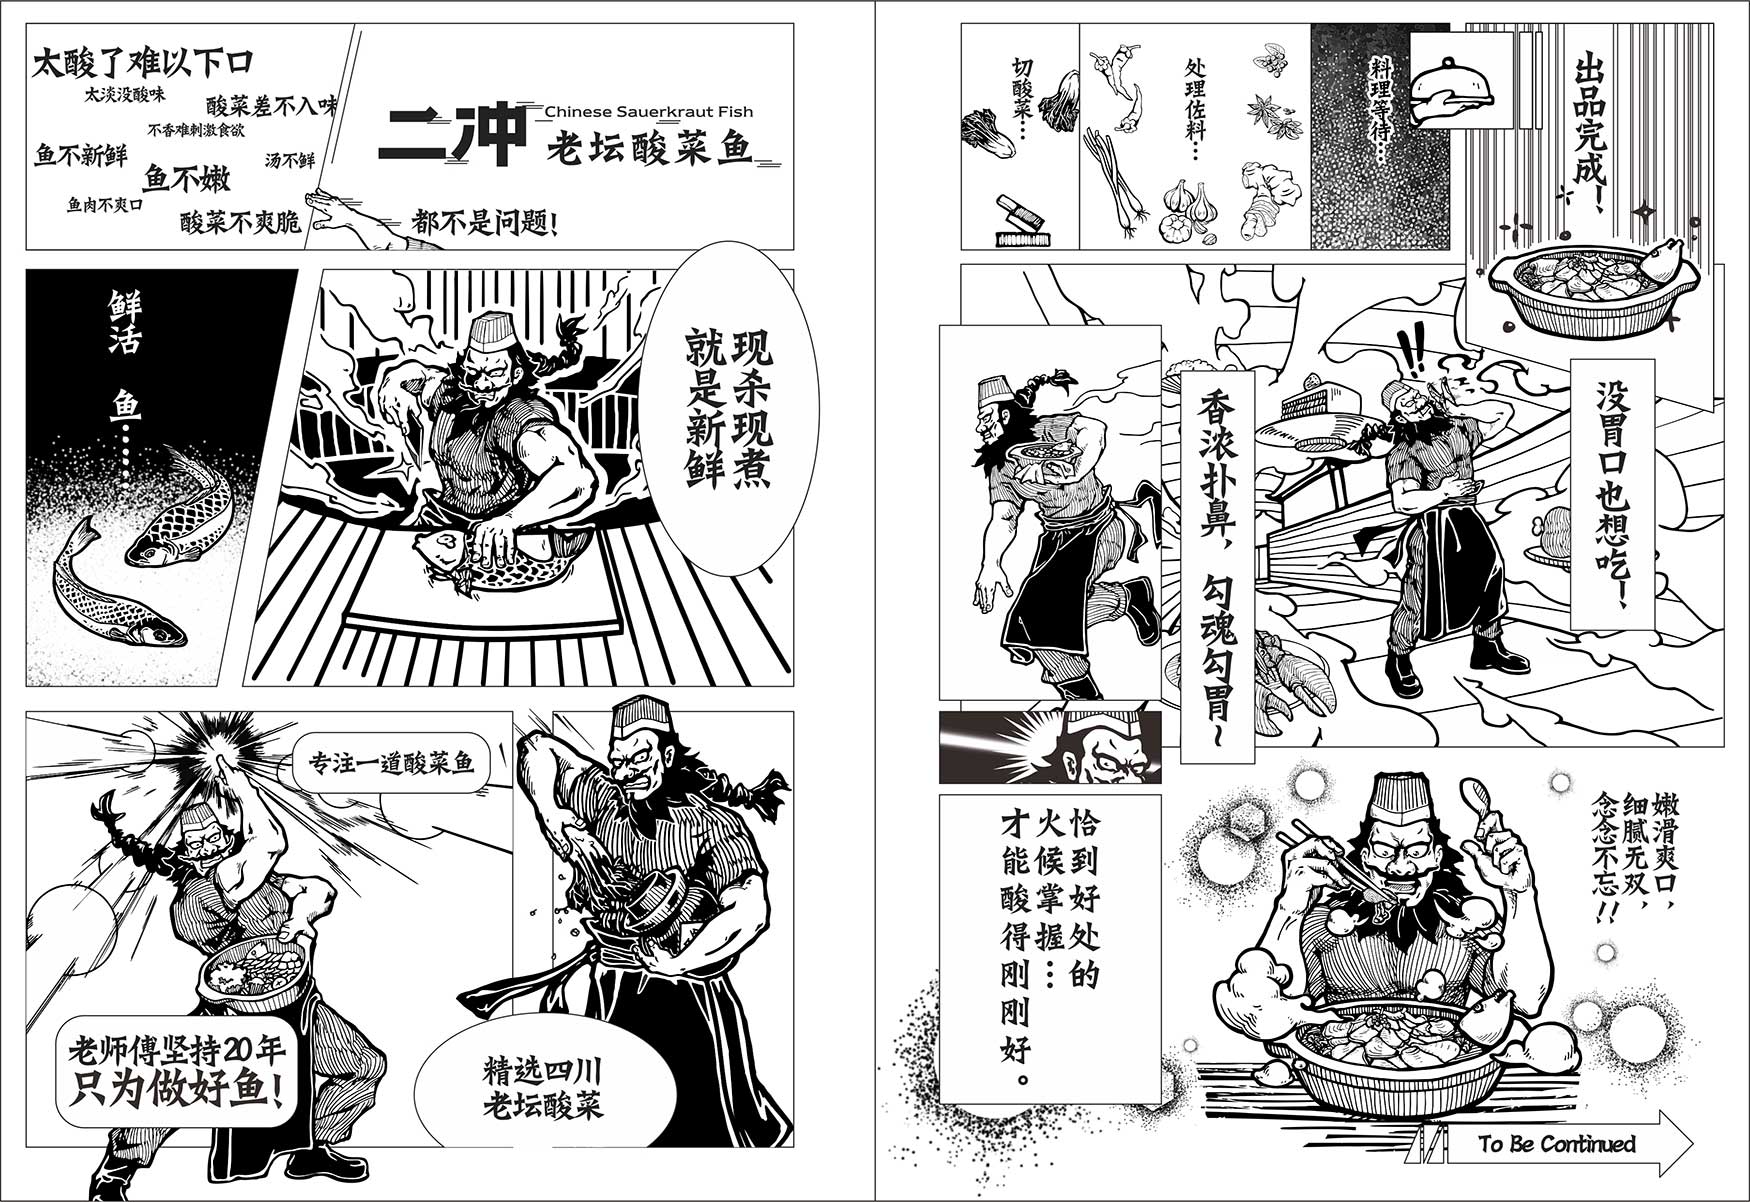 太酸了难以下口
太淡没酸味
酸菜差不入味
不香难刺激食欲
鱼不新鲜
汤不鲜
鱼不嫩
鱼肉不爽口
酸菜不爽脆
二冲
Chinese Sauerkraut Fish
老坛酸菜鱼
都不是问题！
鲜活
鱼……
现杀现煮
就是新鲜
专注一道酸菜鱼
老师傅坚持20年
只为做好鱼！
精选四川
老坛酸菜
切酸菜…
处理佐料…
料理等待…
出品完成！
没胃口也想吃！
!!
香浓扑鼻，勾魂勾胃~
恰到好处的
火候掌握…
才能酸得刚刚好。
嫩滑爽口，
细腻无双，
念念不忘!!
To Be Continued